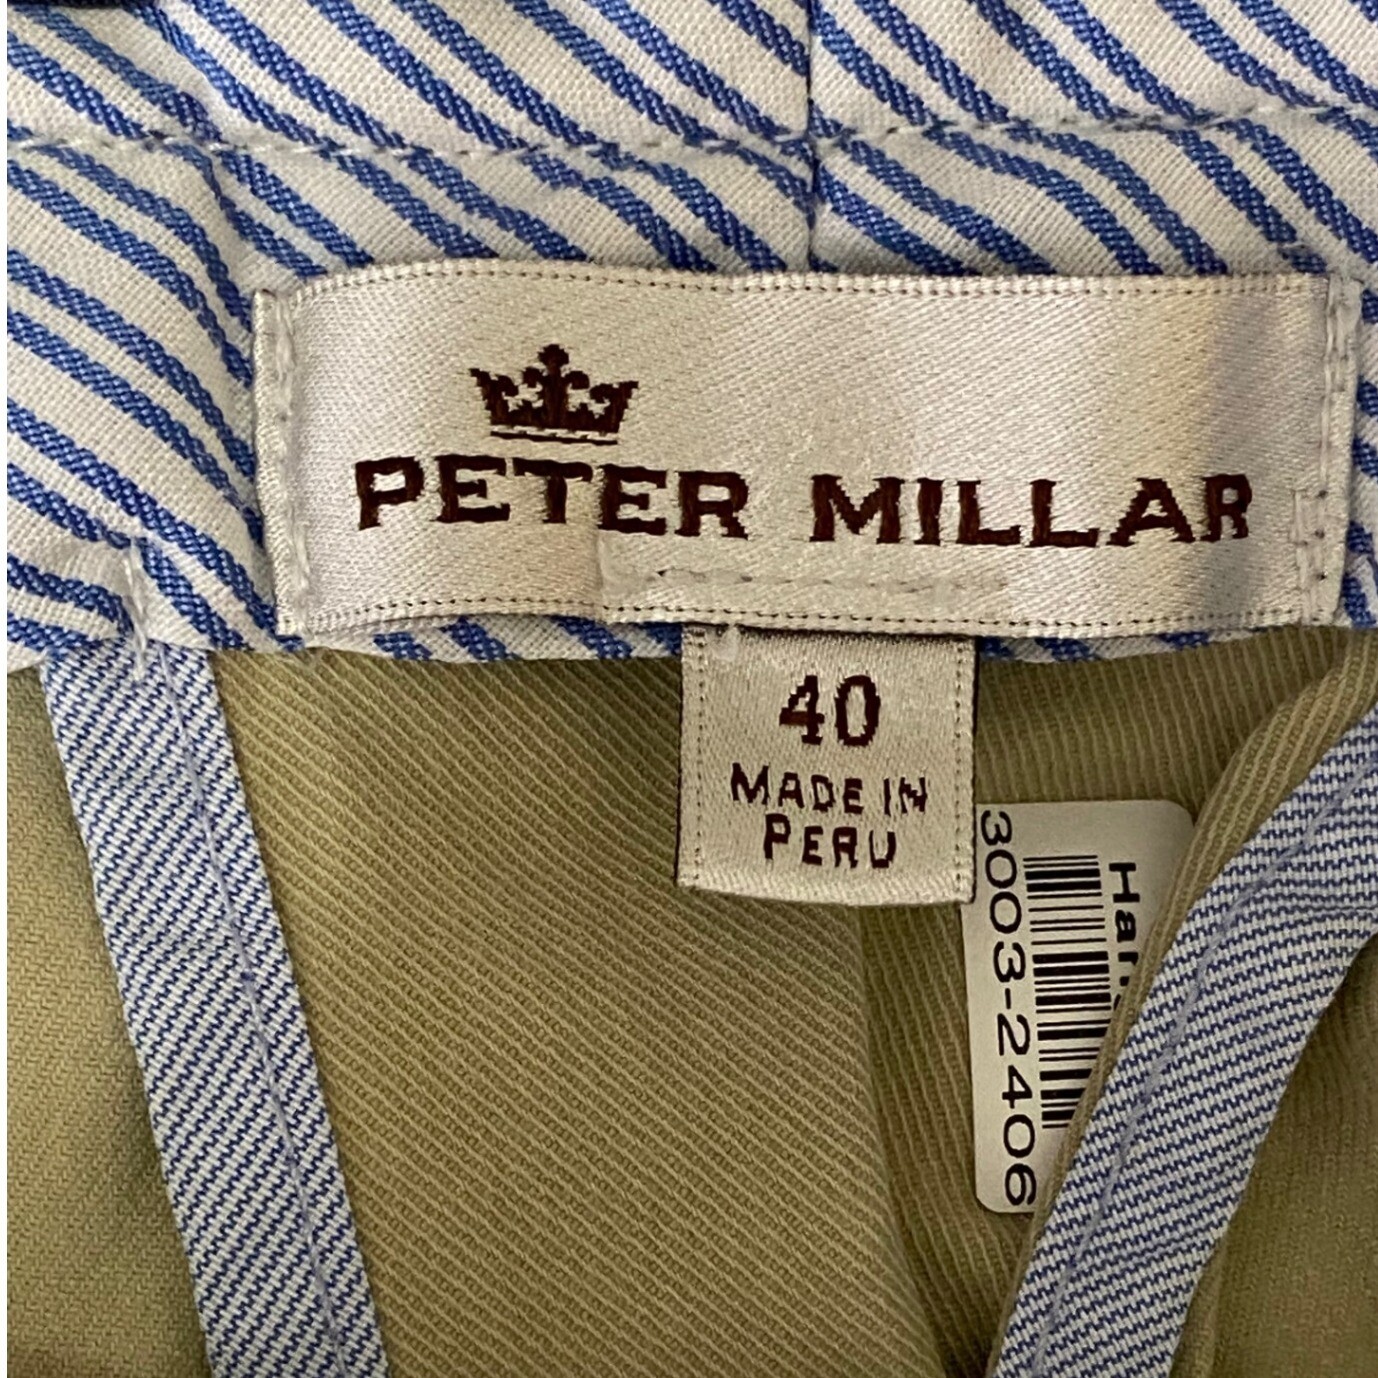 PETER MILLAR
40
MADE IN
PERU
3003-2406